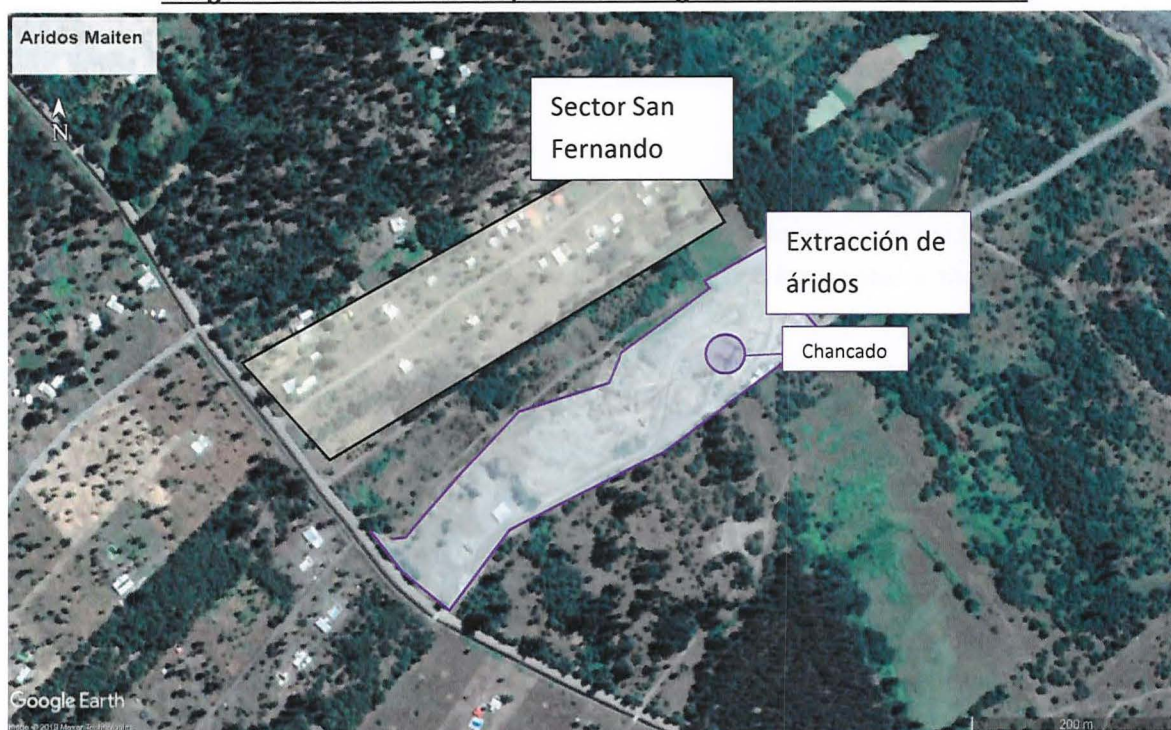 Aridos Maiten
N
Sector San
Fernando
Extracción de
áridos
Chancado
Google Earth
200 m